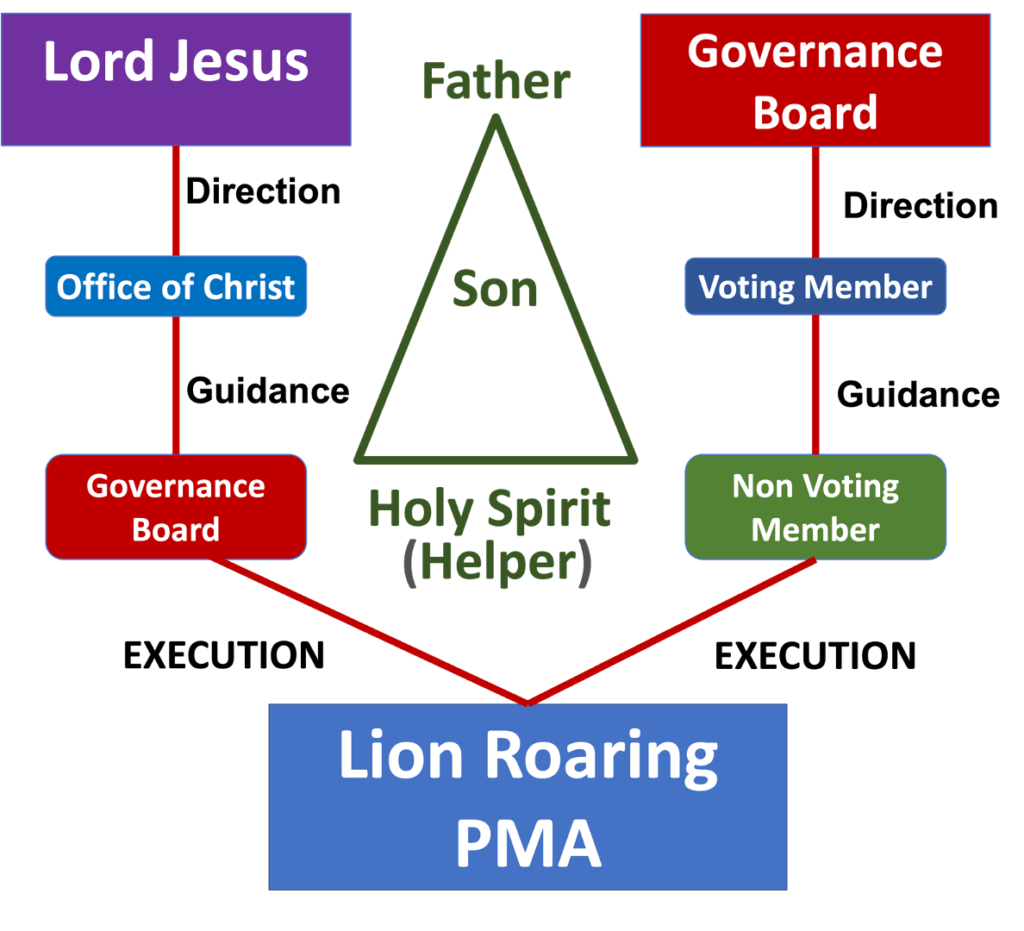 Lord Jesus
Father
Governance
Board
Direction
Direction
Office of Christ
Son
Voting Member
Guidance
Guidance
Governance
Board
Holy Spirit
(Helper)
Non Voting
Member
EXECUTION
EXECUTION
Lion Roaring
PMA